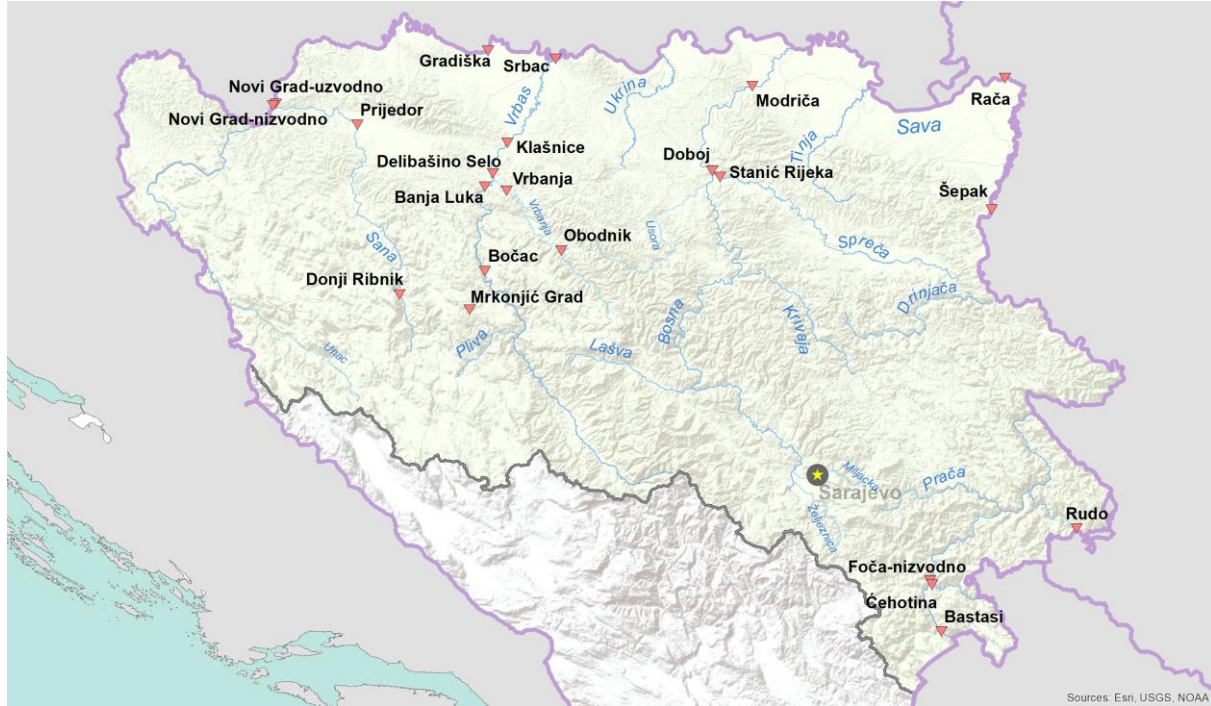 Gradiška
Srbac
Novi Grad-uzvodno
Novi Grad-nizvodno
Prijedor
Vrbas
Ukrina
Modriča
Rača
Sava
Tinja
Klašnice
Delibašino Selo
Vrbanja
Banja Luka
Doboj
Stanić Rijeka
Šepak
Vrbanja
Usora
Obodnik
Spreča
Sana
Bočac
Donji Ribnik
Mrkonjić Grad
Drinjača
Bosna
Krivaja
Pliva
Lašva
Unac
Miljacka
Prača
Sarajevo
Željeznica
Rudo
Foča-nizvodno
Ćehotina
Bastasi
Sources: Esri, USGS, NOAA